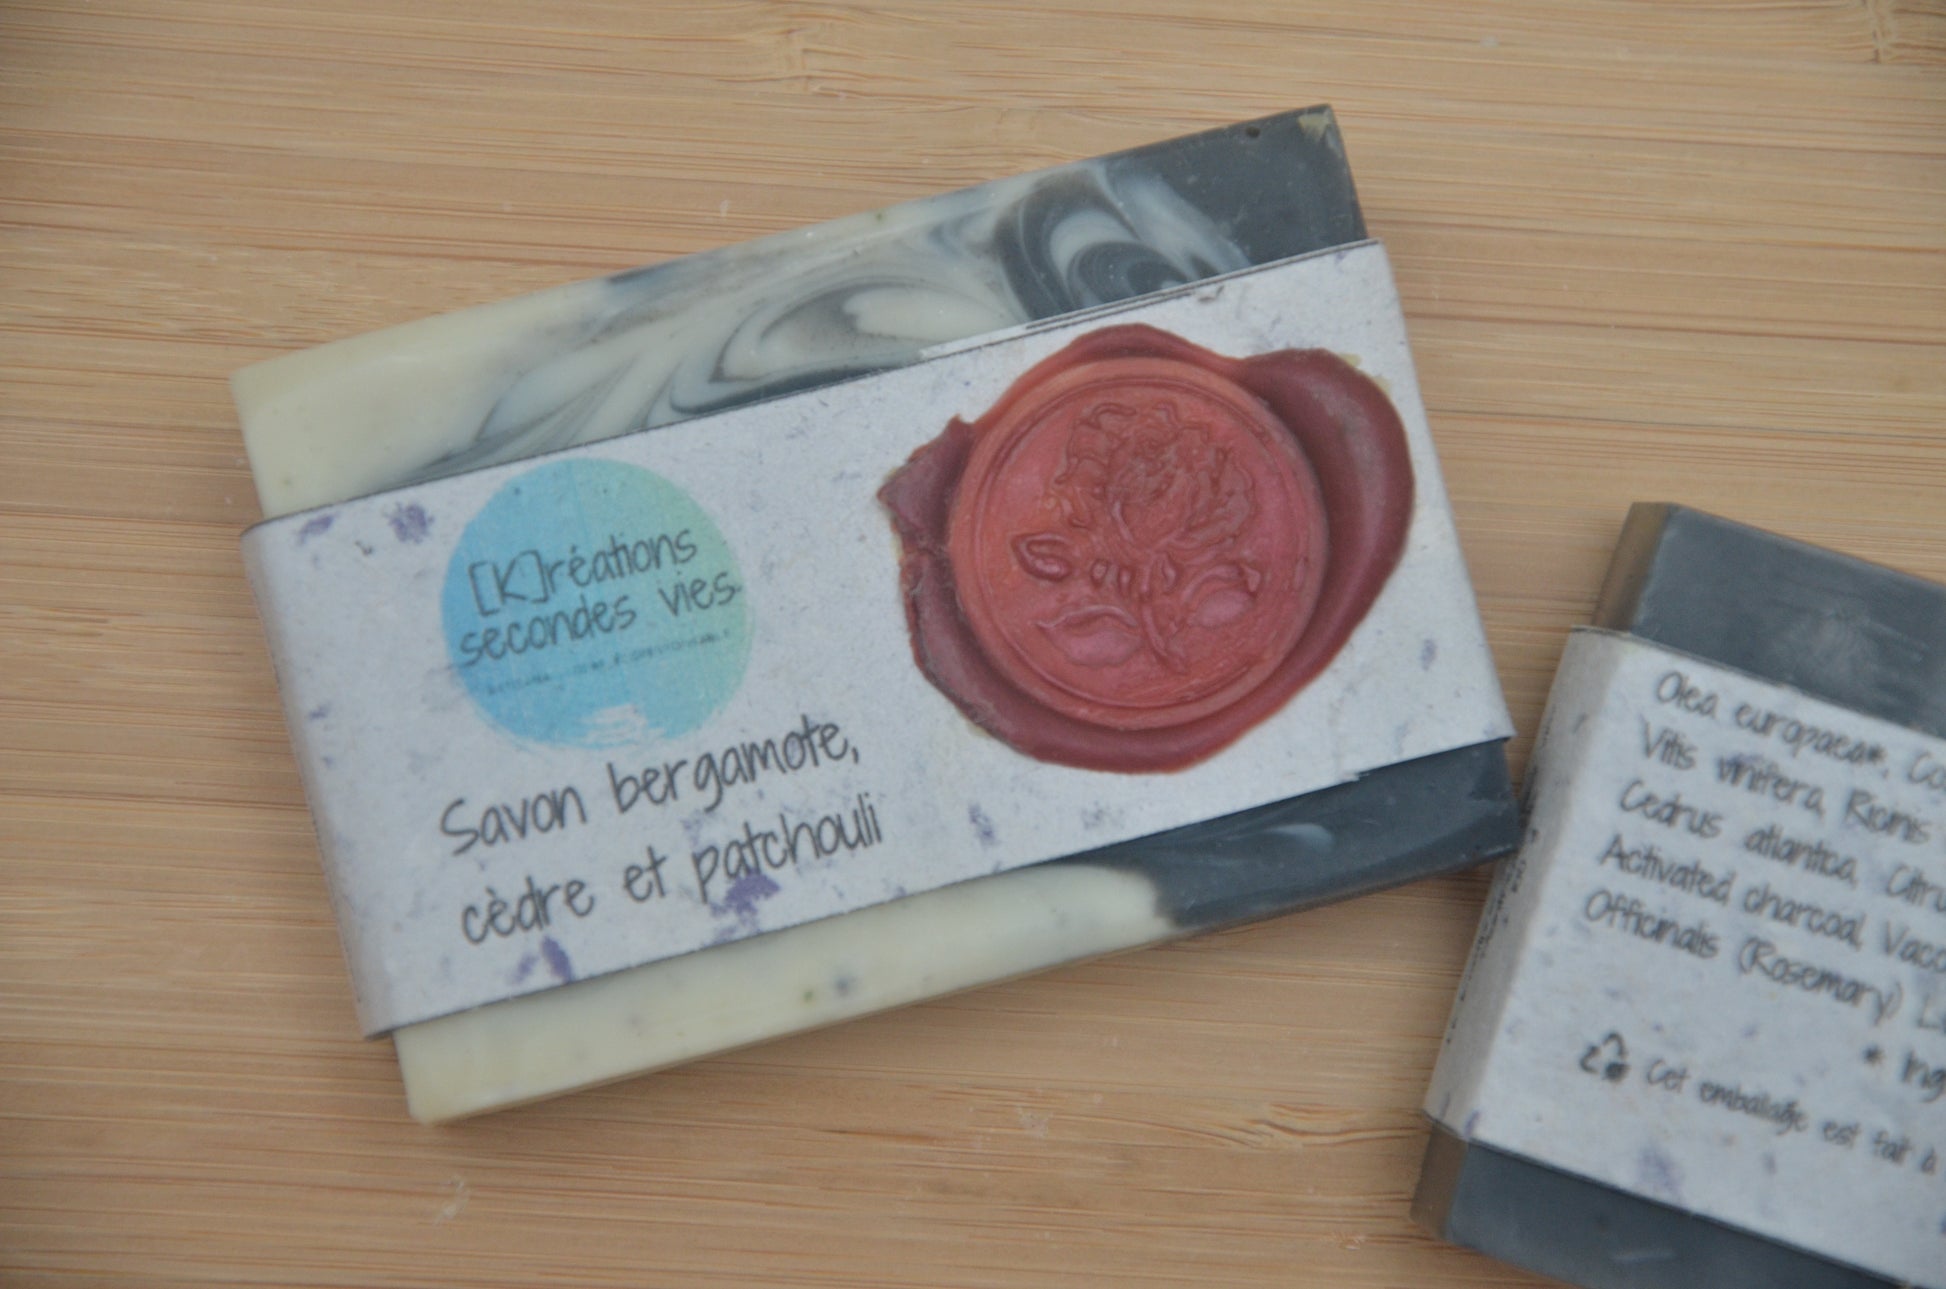 [K]réations
secondes vies
Savon bergamote,
cèdre et patchouli
Olea europaea*,
Vitis vinifera, Ricinis
Cedrus atlantica,
Activated charcoal,
Officinalis (Rosemary)
*
Cet emballage est fait à